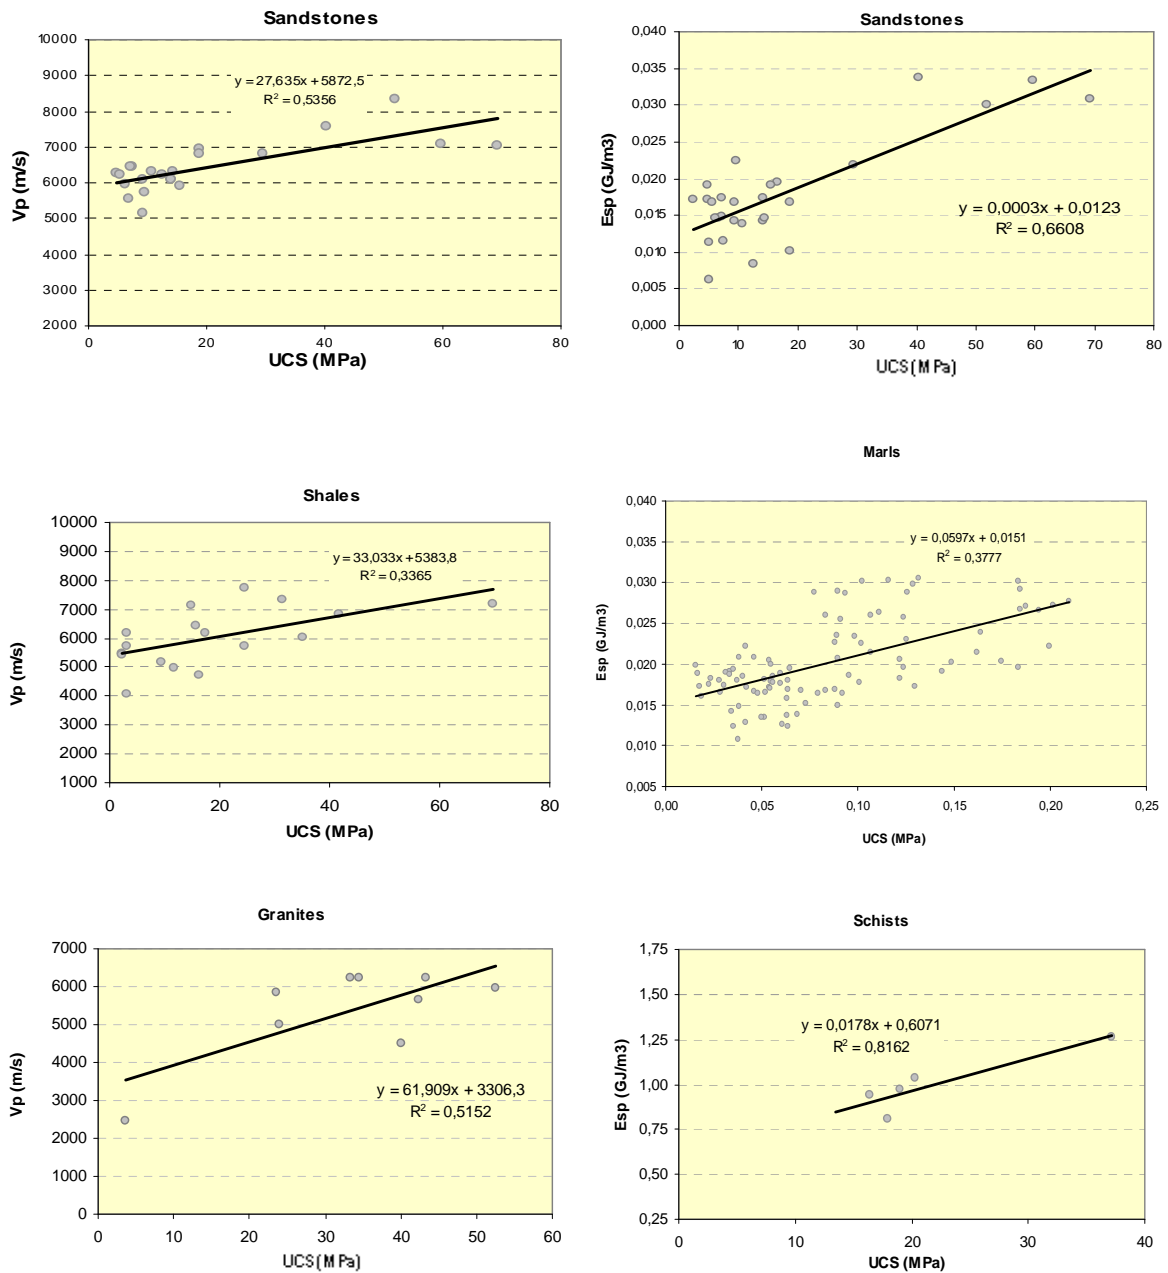 Sandstones
10000
9000
8000
7000
6000
5000
4000
3000
2000
Vp (m/s)
y = 27,635x + 5872,5
R² = 0,5356
0 20 40 60 80
UCS (MPa)
Sandstones
0,040
0,035
0,030
0,025
0,020
0,015
0,010
0,005
0,000
Esp (GJ/m3)
y = 0,0003x + 0,0123
R² = 0,6608
0 10 20 30 40 50 60 70 80
UCS (MPa)
Shales
10000
9000
8000
7000
6000
5000
4000
3000
2000
1000
Vp (m/s)
y = 33,033x + 5383,8
R² = 0,3365
0 20 40 60 80
UCS (MPa)
Marls
0,040
0,035
0,030
0,025
0,020
0,015
0,010
0,005
Esp (GJ/m3)
y = 0,0597x + 0,0151
R² = 0,3777
0,00 0,05 0,10 0,15 0,20 0,25
UCS (MPa)
Granites
7000
6000
5000
4000
3000
2000
1000
0
Vp (m/s)
y = 61,909x + 3306,3
R² = 0,5152
0 10 20 30 40 50 60
UCS (MPa)
Schists
1,75
1,50
1,25
1,00
0,75
0,50
0,25
Esp (GJ/m3)
y = 0,0178x + 0,6071
R² = 0,8162
0 10 20 30 40
UCS (MPa)